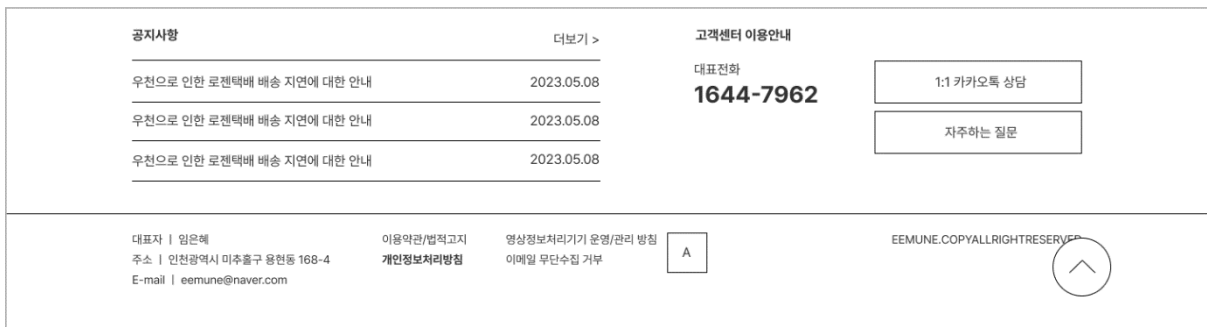 공지사항
더보기 >
우천으로 인한 로젠택배 배송 지연에 대한 안내 2023.05.08
우천으로 인한 로젠택배 배송 지연에 대한 안내 2023.05.08
우천으로 인한 로젠택배 배송 지연에 대한 안내 2023.05.08
고객센터 이용안내
대표전화
1644-7962
1:1 카카오톡 상담
자주하는 질문
대표자 | 임은혜
주소 | 인천광역시 미추홀구 용현동 168-4
E-mail | eemune@naver.com
이용약관/법적고지
개인정보처리방침
영상정보처리기기 운영/관리 방침
이메일 무단수집 거부
A
EEMUNE.COPYALLRIGHTRESERVED